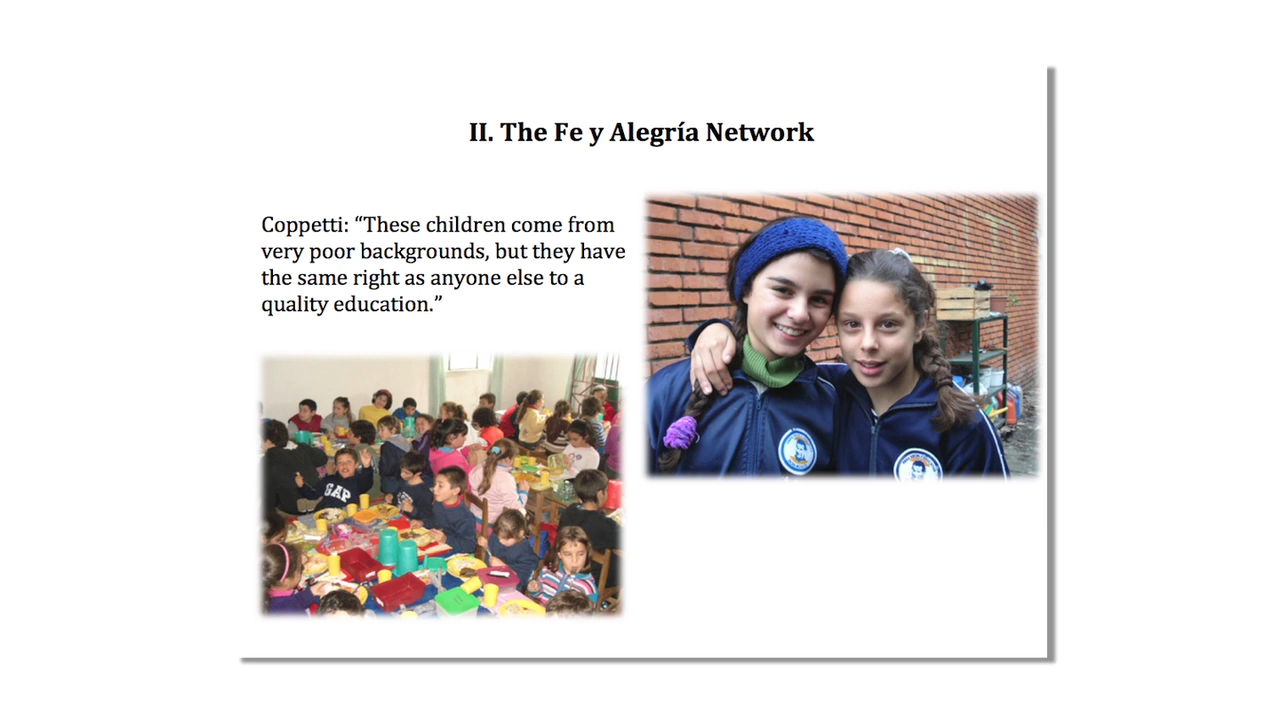 II. The Fe y Alegría Network
Coppetti: “These children come from
very poor backgrounds, but they have
the same right as anyone else to a
quality education.”
GAP